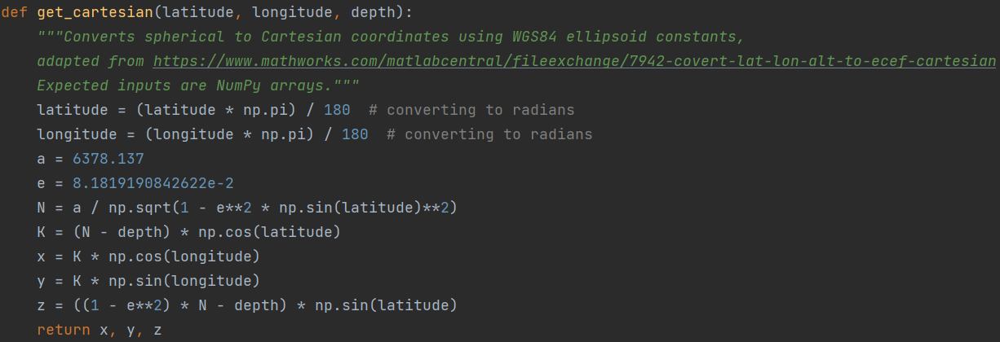 def get_cartesian(latitude, longitude, depth):
    """Converts spherical to Cartesian coordinates using WGS84 ellipsoid constants,
    adapted from https://www.mathworks.com/matlabcentral/fileexchange/7942-covert-lat-lon-alt-to-ecef-cartesian
    Expected inputs are NumPy arrays."""
    latitude = (latitude * np.pi) / 180  # converting to radians
    longitude = (longitude * np.pi) / 180  # converting to radians
    a = 6378.137
    e = 8.1819190842622e-2
    N = a / np.sqrt(1 - e**2 * np.sin(latitude)**2)
    K = (N - depth) * np.cos(latitude)
    x = K * np.cos(longitude)
    y = K * np.sin(longitude)
    z = ((1 - e**2) * N - depth) * np.sin(latitude)
    return x, y, z